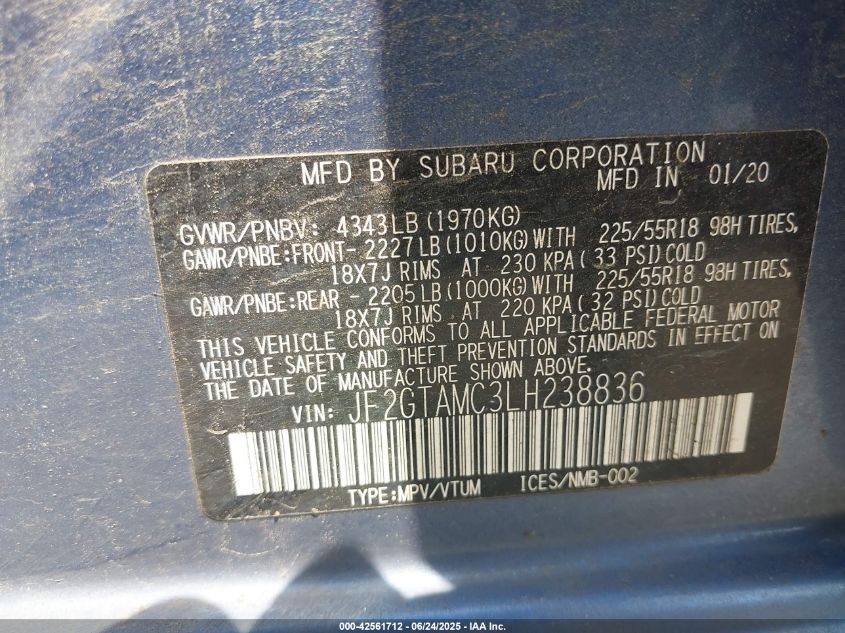 MFD BY SUBARU CORPORATION
MFD IN 01/20
GVWR/PNBV: 4343LB (1970KG)
GAWR/PNBE:FRONT- 2227LB (1010KG) WITH 225/55R18 98H TIRES,
18X7J RIMS AT 230 KPA ( 33 PSI) COLD
GAWR/PNBE:REAR - 2205LB (1000KG) WITH 225/55R18 98H TIRES,
18X7J RIMS AT 220 KPA ( 32 PSI) COLD
THIS VEHICLE CONFORMS TO ALL APPLICABLE FEDERAL MOTOR
VEHICLE SAFETY AND THEFT PREVENTION STANDARDS IN EFFECT ON
THE DATE OF MANUFACTURE SHOWN ABOVE.
VIN: JF2GTAMC3LH238836
TYPE:MPV/VTUM ICES/NMB-002
000-42561712 - 06/24/2025 - IAA Inc.